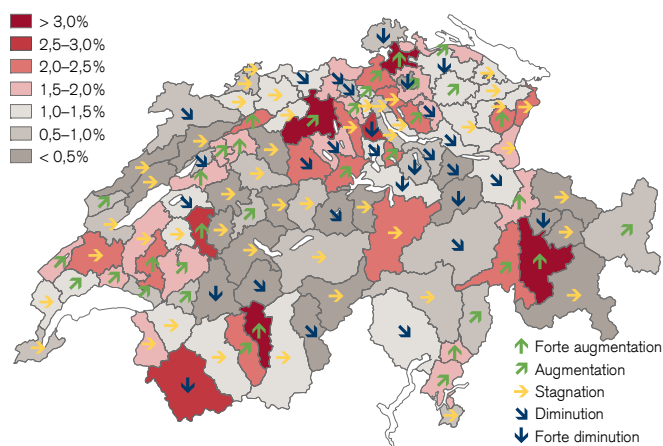 > 3,0%
2,5–3,0%
2,0–2,5%
1,5–2,0%
1,0–1,5%
0,5–1,0%
< 0,5%
Forte augmentation
Augmentation
Stagnation
Diminution
Forte diminution